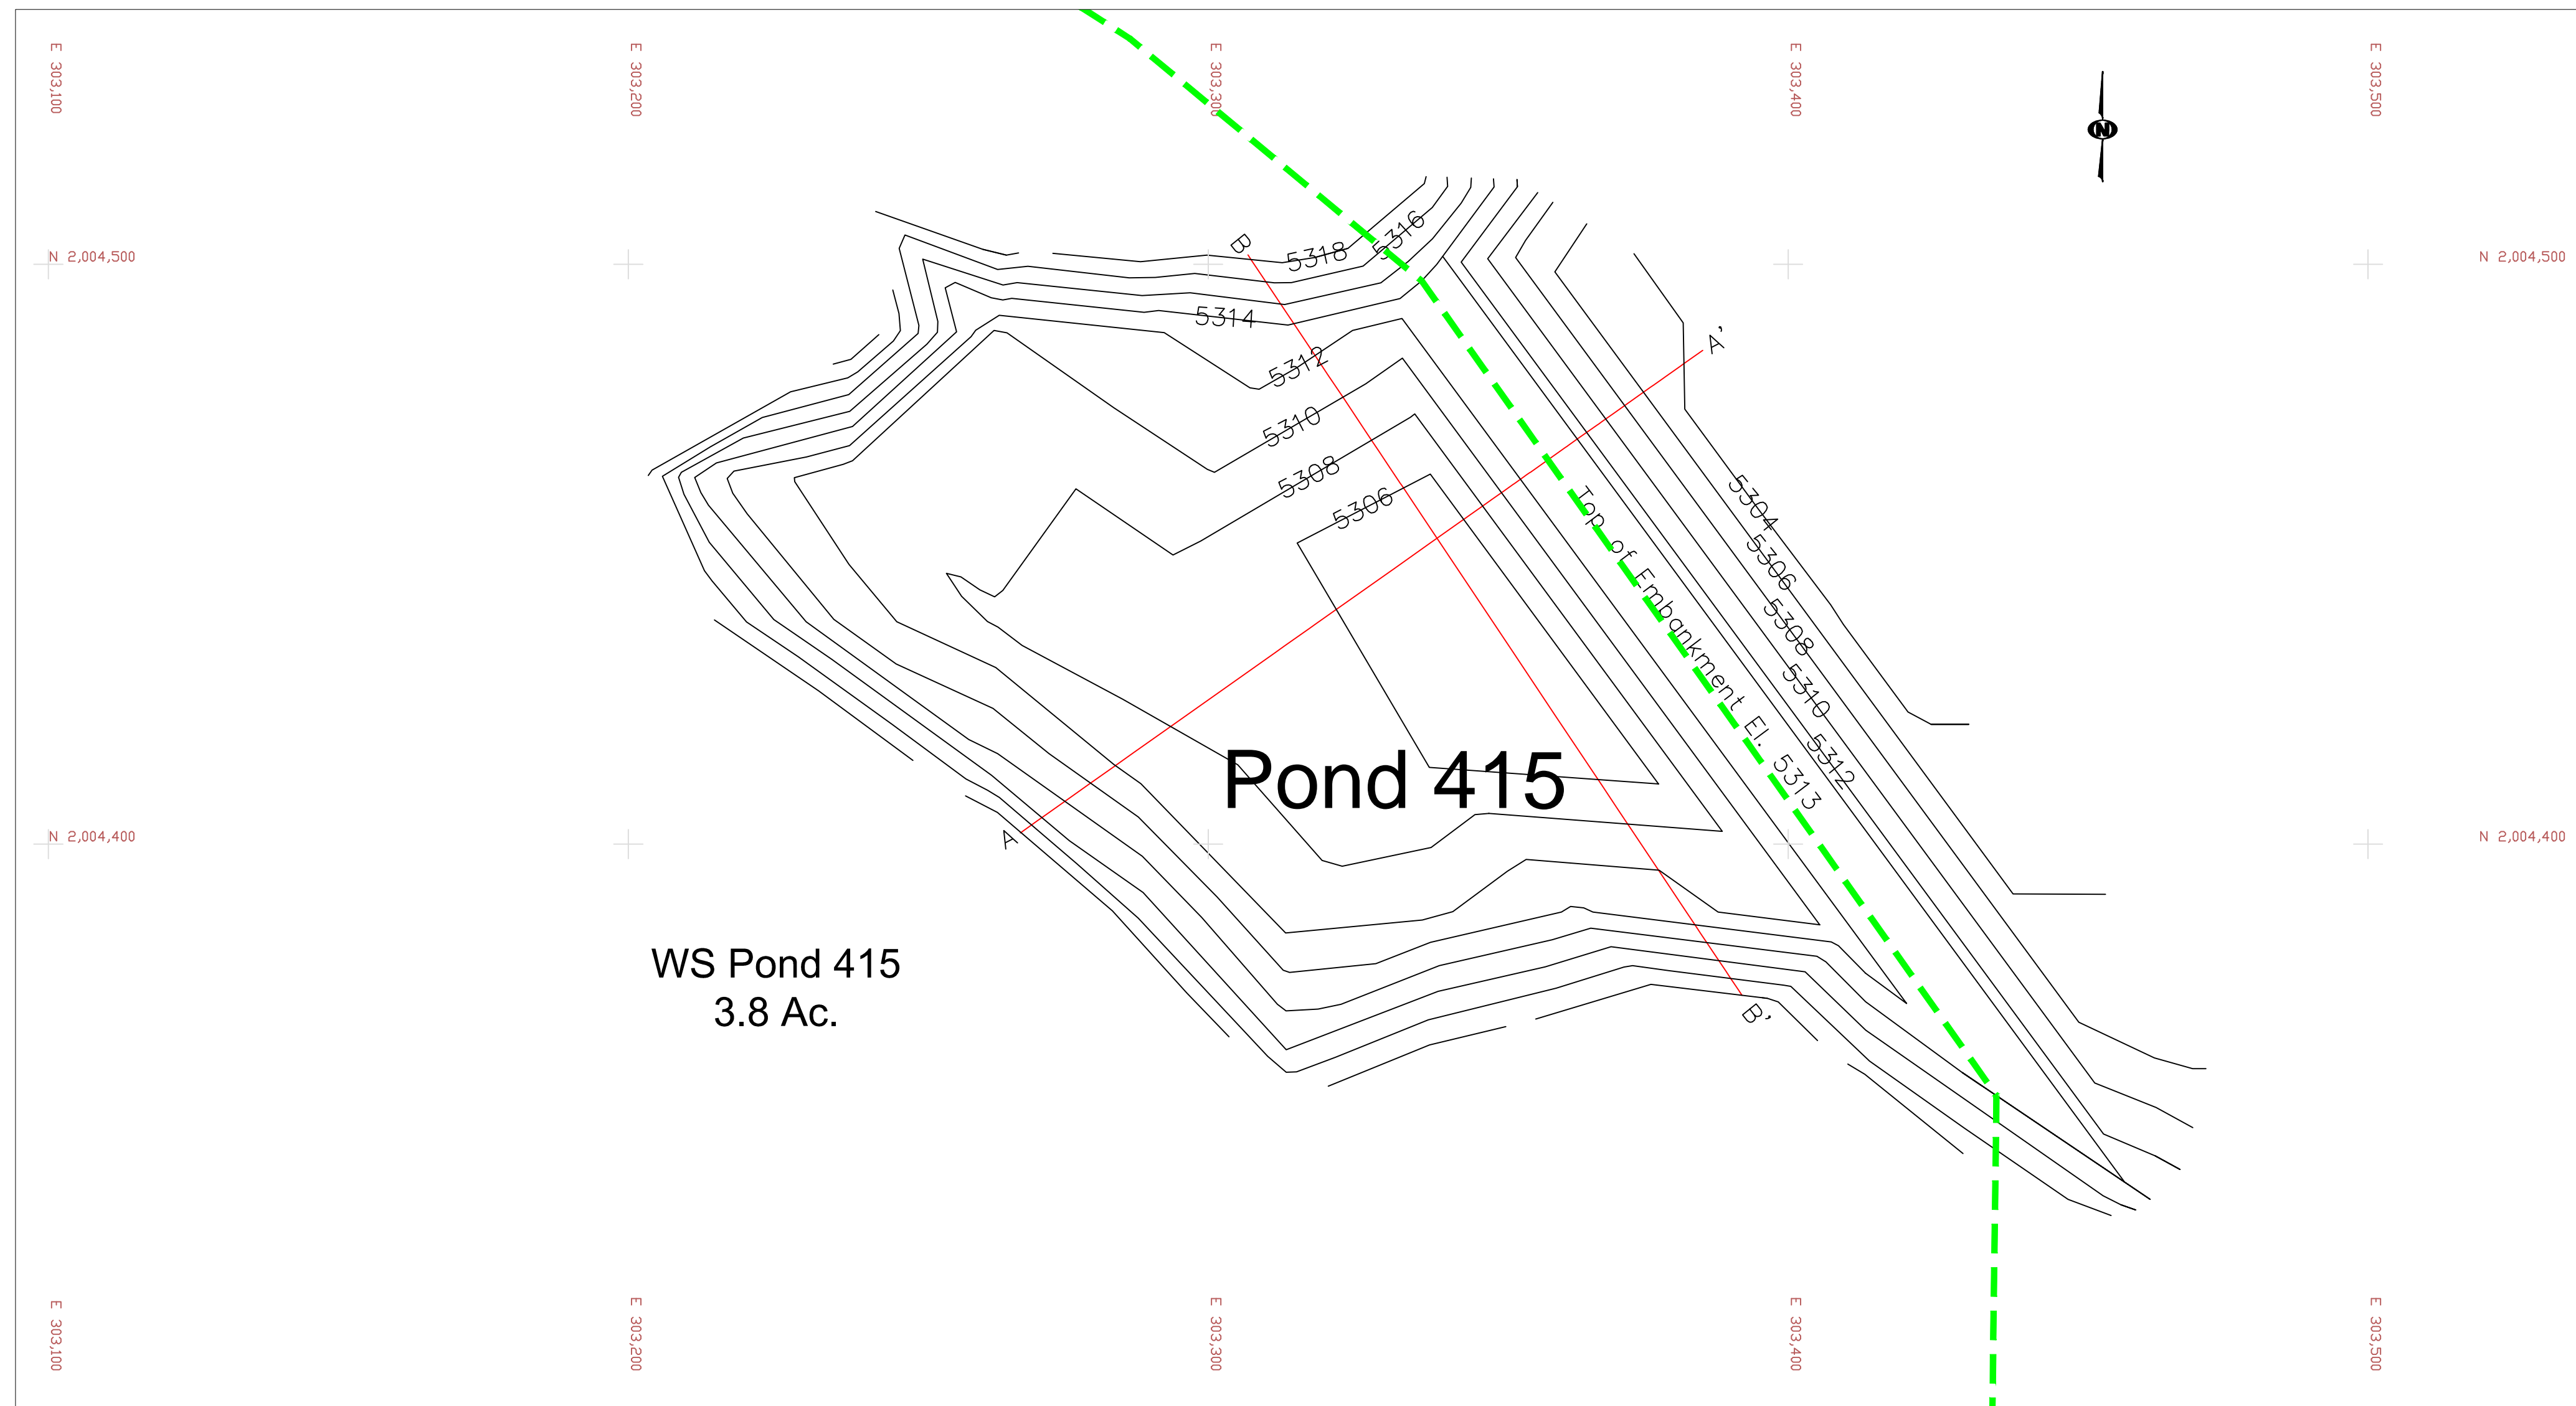 E 303,100
E 303,200
E 303,300
E 303,400
E 303,500
N
N 2,004,500
N 2,004,500
B
5318
5316
5314
A'
5312
5310
5308
5306
5304
5306
5308
5310
5312
Top of Embankment El. 5313
Pond 415
A
N 2,004,400
N 2,004,400
WS Pond 415
3.8 Ac.
B'
E 303,100
E 303,200
E 303,300
E 303,400
E 303,500